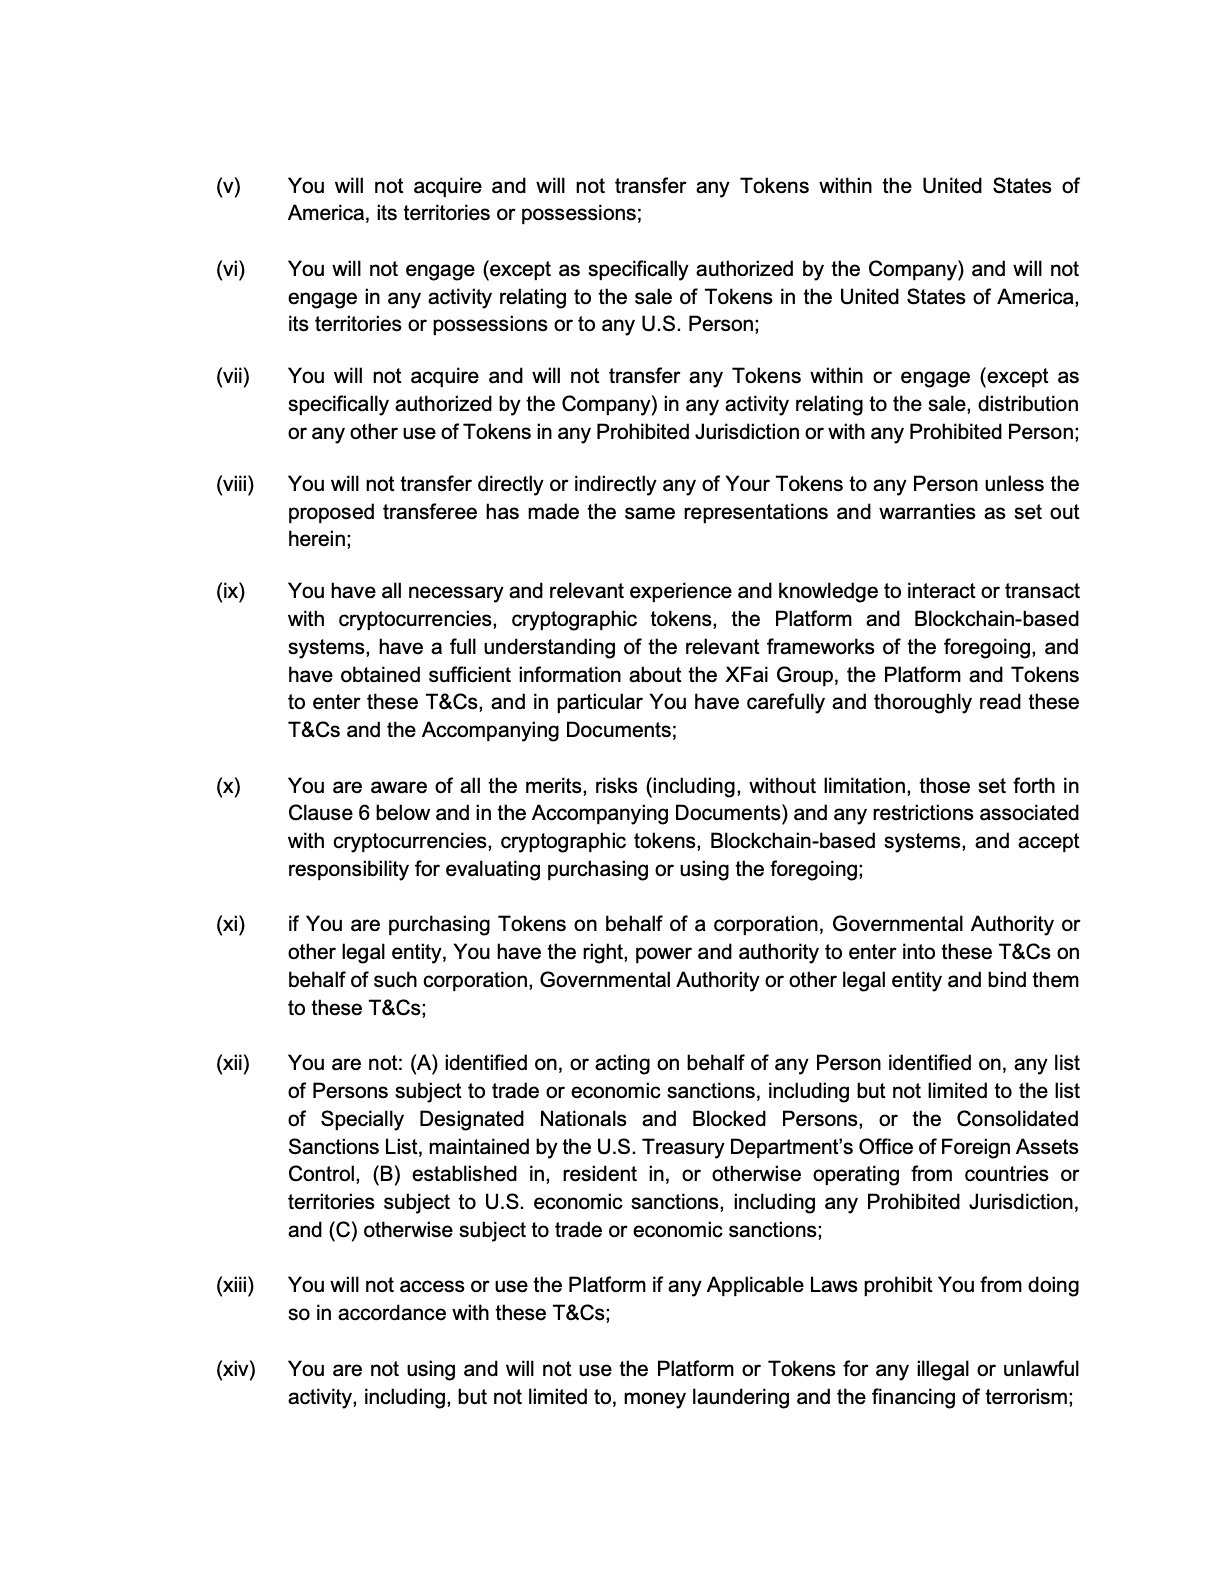 (v) You will not acquire and will not transfer any Tokens within the United States of
America, its territories or possessions;
(vi) You will not engage (except as specifically authorized by the Company) and will not
engage in any activity relating to the sale of Tokens in the United States of America,
its territories or possessions or to any U.S. Person;
(vii) You will not acquire and will not transfer any Tokens within or engage (except as
specifically authorized by the Company) in any activity relating to the sale, distribution
or any other use of Tokens in any Prohibited Jurisdiction or with any Prohibited Person;
(viii) You will not transfer directly or indirectly any of Your Tokens to any Person unless the
proposed transferee has made the same representations and warranties as set out
herein;
(ix) You have all necessary and relevant experience and knowledge to interact or transact
with cryptocurrencies, cryptographic tokens, the Platform and Blockchain-based
systems, have a full understanding of the relevant frameworks of the foregoing, and
have obtained sufficient information about the XFai Group, the Platform and Tokens
to enter these T&Cs, and in particular You have carefully and thoroughly read these
T&Cs and the Accompanying Documents;
(x) You are aware of all the merits, risks (including, without limitation, those set forth in
Clause 6 below and in the Accompanying Documents) and any restrictions associated
with cryptocurrencies, cryptographic tokens, Blockchain-based systems, and accept
responsibility for evaluating purchasing or using the foregoing;
(xi) if You are purchasing Tokens on behalf of a corporation, Governmental Authority or
other legal entity, You have the right, power and authority to enter into these T&Cs on
behalf of such corporation, Governmental Authority or other legal entity and bind them
to these T&Cs;
(xii) You are not: (A) identified on, or acting on behalf of any Person identified on, any list
of Persons subject to trade or economic sanctions, including but not limited to the list
of Specially Designated Nationals and Blocked Persons, or the Consolidated
Sanctions List, maintained by the U.S. Treasury Department’s Office of Foreign Assets
Control, (B) established in, resident in, or otherwise operating from countries or
territories subject to U.S. economic sanctions, including any Prohibited Jurisdiction,
and (C) otherwise subject to trade or economic sanctions;
(xiii) You will not access or use the Platform if any Applicable Laws prohibit You from doing
so in accordance with these T&Cs;
(xiv) You are not using and will not use the Platform or Tokens for any illegal or unlawful
activity, including, but not limited to, money laundering and the financing of terrorism;